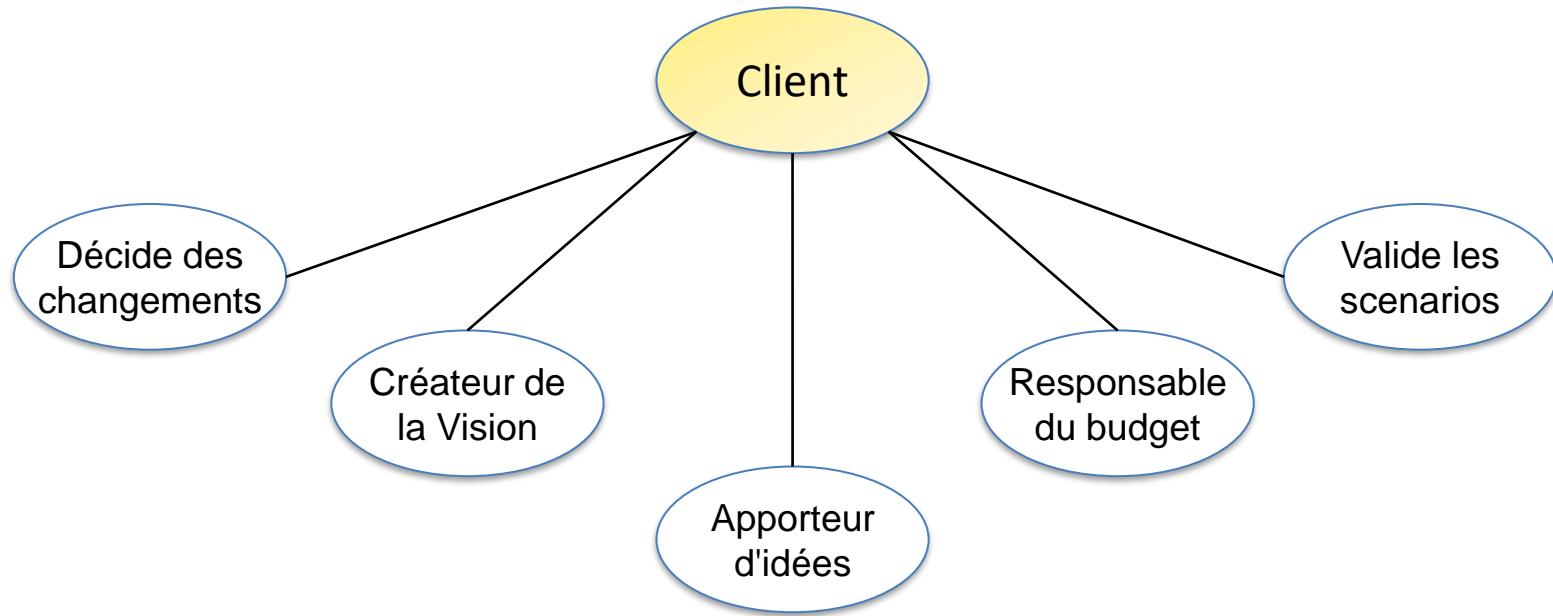 Client
Décide des
changements
Créateur de
la Vision
Apporteur
d'idées
Responsable
du budget
Valide les
scenarios